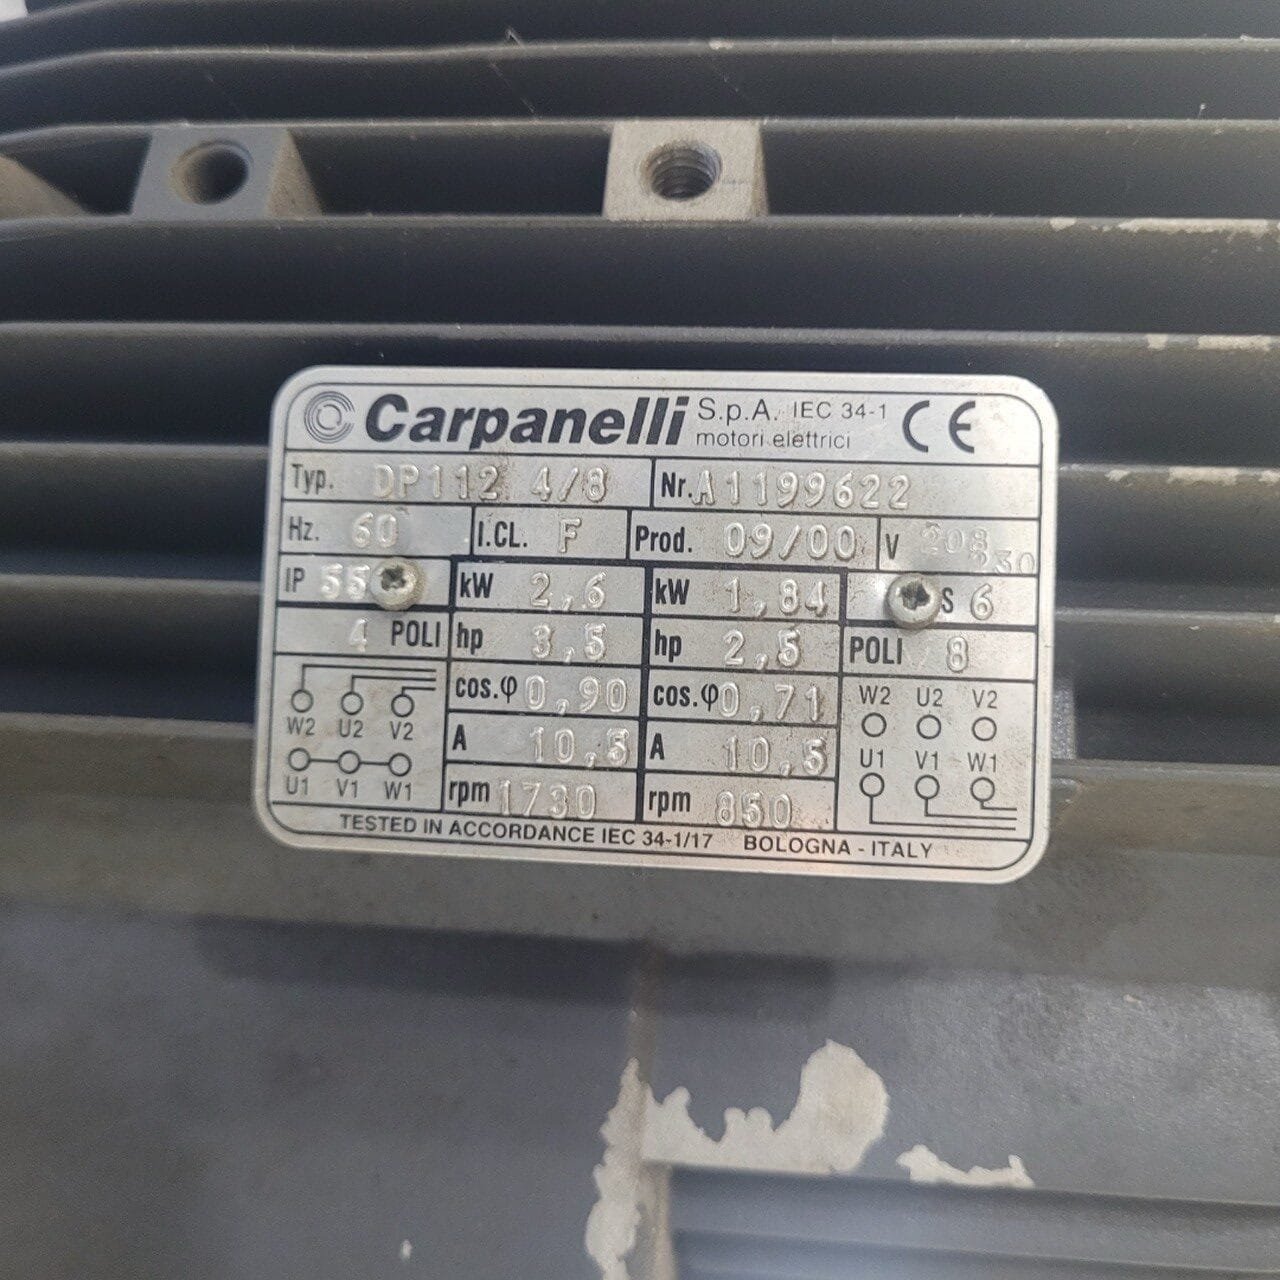 Carpanelli S.p.A. IEC 34-1 CE
motori elettrici
Typ. DP112 4/8 Nr. A1199622
Hz. 60 I.CL. F Prod. 09/00 V 208
230
IP 55 kW 2,6 kW 1,84 S 6
4 POLI hp 3,5 hp 2,5 POLI 8
cos.φ 0,90 cos.φ 0,71 W2 U2 V2
W2 U2 V2 A 10,5 A 10,5 U1 V1 W1
U1 V1 W1 rpm 1730 rpm 850
TESTED IN ACCORDANCE IEC 34-1/17 BOLOGNA - ITALY